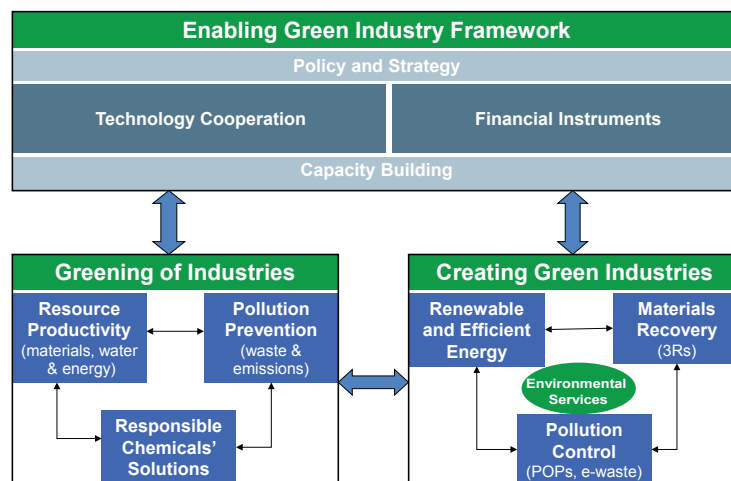 Enabling Green Industry Framework
Policy and Strategy
Technology Cooperation
Financial Instruments
Capacity Building
Greening of Industries
Resource
Productivity
(materials, water
& energy)
Pollution
Prevention
(waste &
emissions)
Responsible
Chemicals'
Solutions
Creating Green Industries
Renewable
and Efficient
Energy
Materials
Recovery
(3Rs)
Environmental
Services
Pollution
Control
(POPs, e-waste)